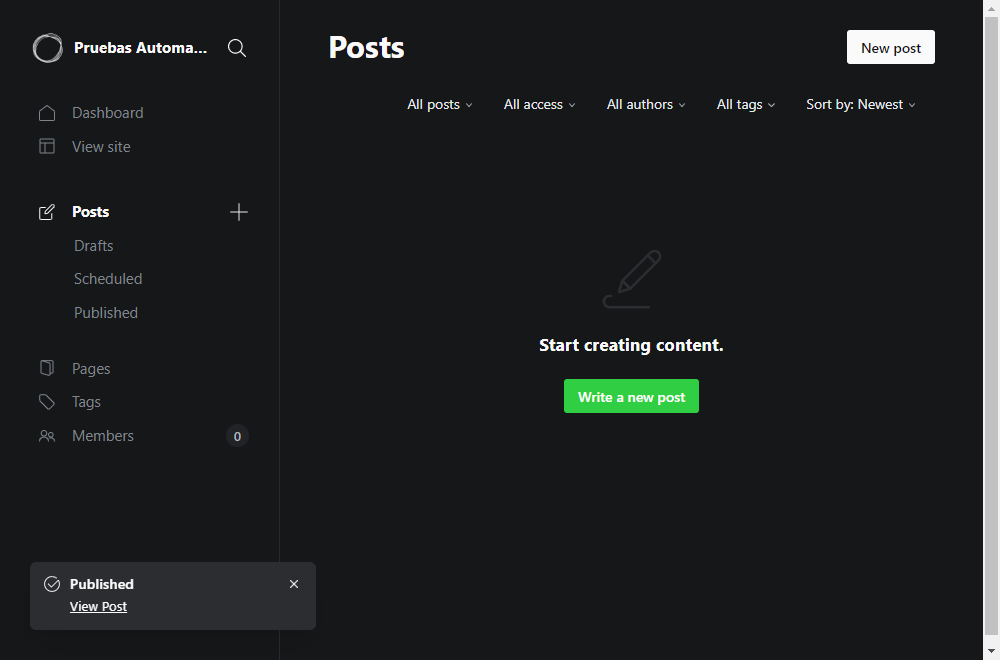 Pruebas Automa...
Dashboard
View site
Posts
Drafts
Scheduled
Published
Pages
Tags
Members
0
Posts
New post
All posts
All access
All authors
All tags
Sort by: Newest
Start creating content.
Write a new post
Published
View Post